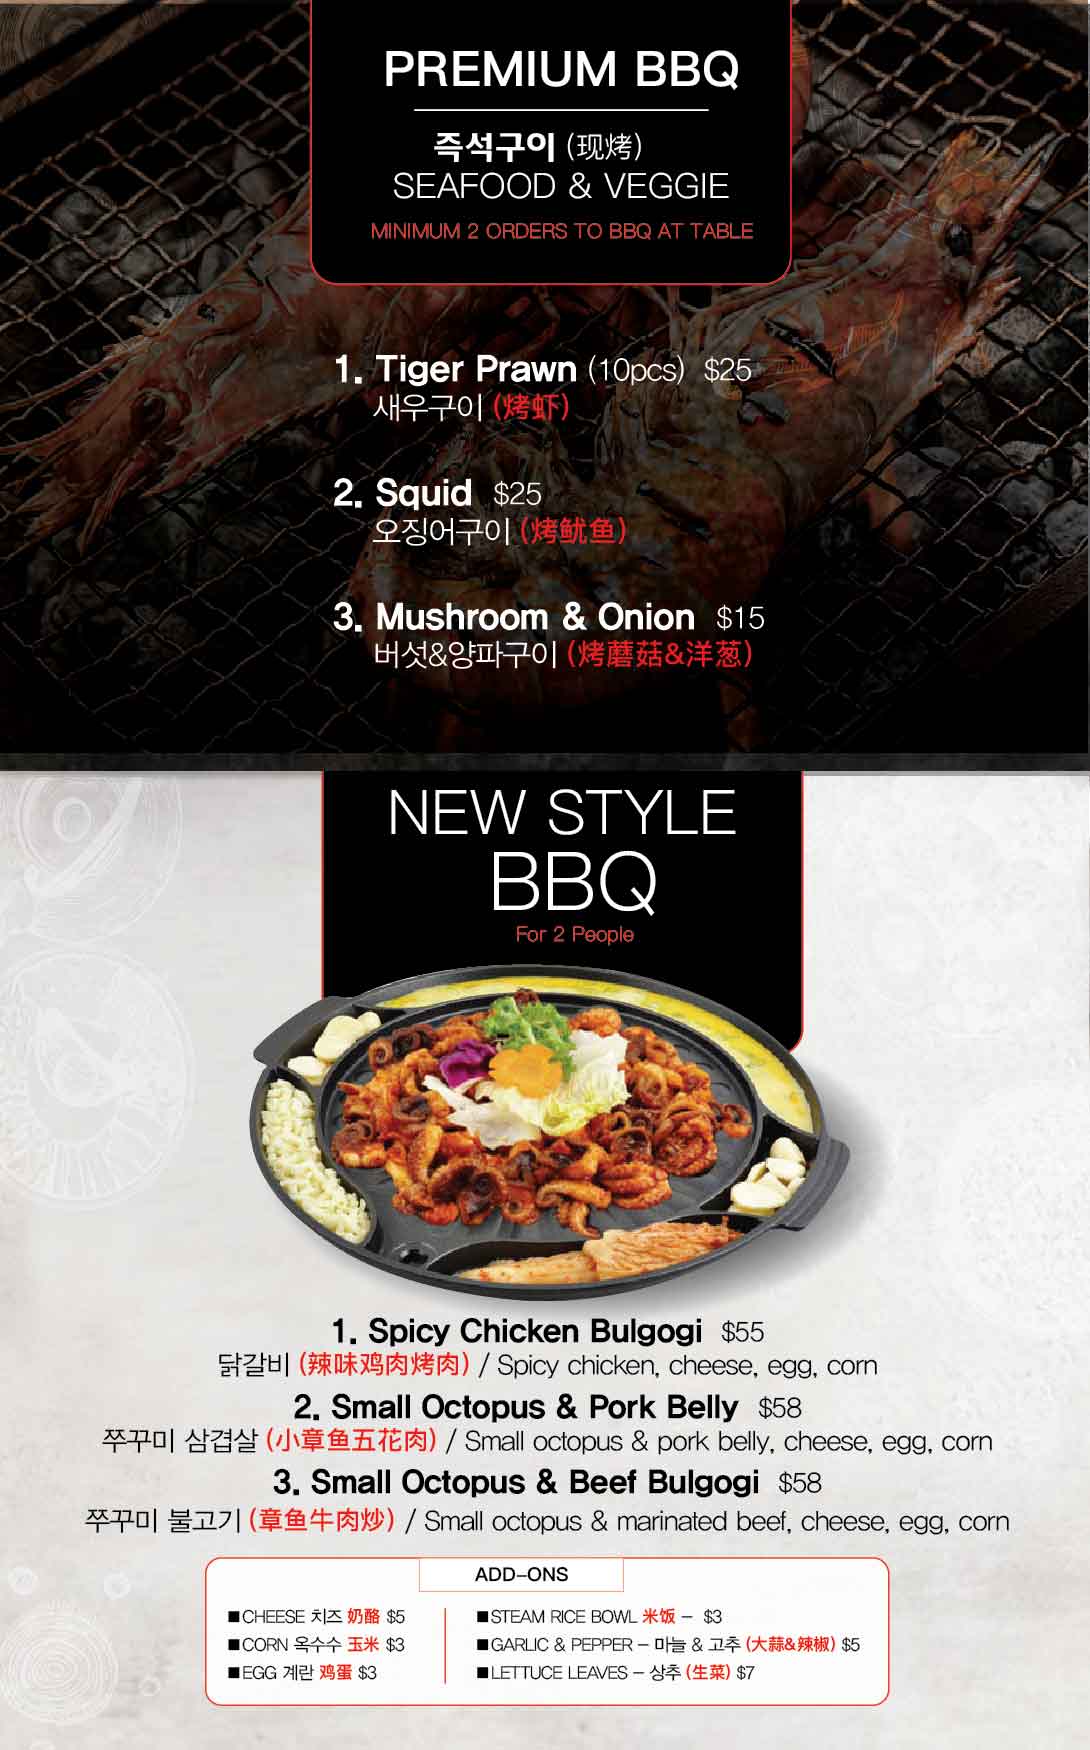 PREMIUM BBQ
즉석구이 (现烤)
SEAFOOD & VEGGIE
MINIMUM 2 ORDERS TO BBQ AT TABLE
1. Tiger Prawn (10pcs) $25
새우구이 (烤虾)
2. Squid $25
오징어구이 (烤鱿鱼)
3. Mushroom & Onion $15
버섯&양파구이 (烤蘑菇&洋葱)
NEW STYLE
BBQ
For 2 People
1. Spicy Chicken Bulgogi $55
닭갈비 (辣味鸡肉烤肉) / Spicy chicken, cheese, egg, corn
2. Small Octopus & Pork Belly $58
쭈꾸미 삼겹살 (小章鱼五花肉) / Small octopus & pork belly, cheese, egg, corn
3. Small Octopus & Beef Bulgogi $58
쭈꾸미 불고기 (章鱼牛肉炒) / Small octopus & marinated beef, cheese, egg, corn
ADD-ONS
■CHEESE 치즈 奶酪 $5
■CORN 옥수수 玉米 $3
■EGG 계란 鸡蛋 $3
■STEAM RICE BOWL 米饭 - $3
■GARLIC & PEPPER - 마늘 & 고추 (大蒜&辣椒) $5
■LETTUCE LEAVES - 상추 (生菜) $7